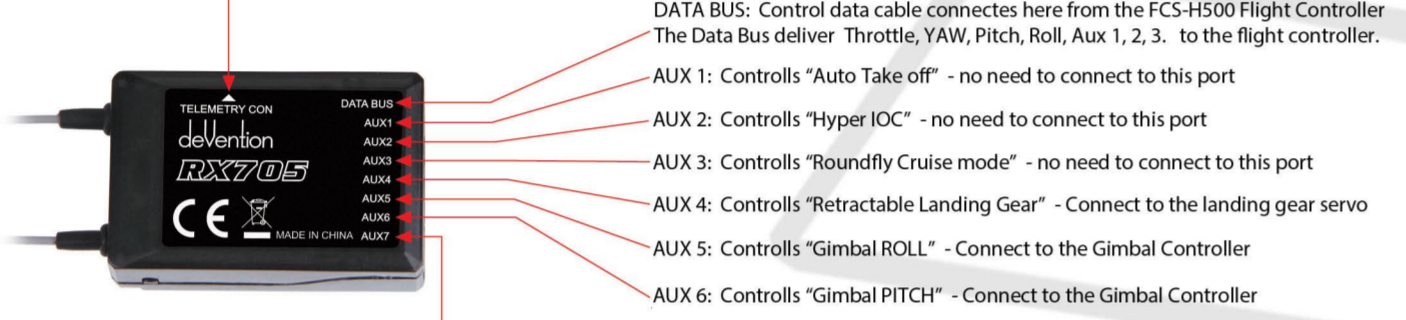 DATA BUS: Control data cable connectes here from the FCS-H500 Flight Controller
The Data Bus deliver Throttle, YAW, Pitch, Roll, Aux 1, 2, 3. to the flight controller.
AUX 1: Controlls “Auto Take off” - no need to connect to this port
AUX 2: Controlls “Hyper IOC” - no need to connect to this port
AUX 3: Controlls “Roundfly Cruise mode” - no need to connect to this port
AUX 4: Controlls “Retractable Landing Gear” - Connect to the landing gear servo
AUX 5: Controlls “Gimbal ROLL” - Connect to the Gimbal Controller
AUX 6: Controlls “Gimbal PITCH” - Connect to the Gimbal Controller
TELEMETRY CON
deVention
RX705
CE
MADE IN CHINA
DATA BUS
AUX1
AUX2
AUX3
AUX4
AUX5
AUX6
AUX7